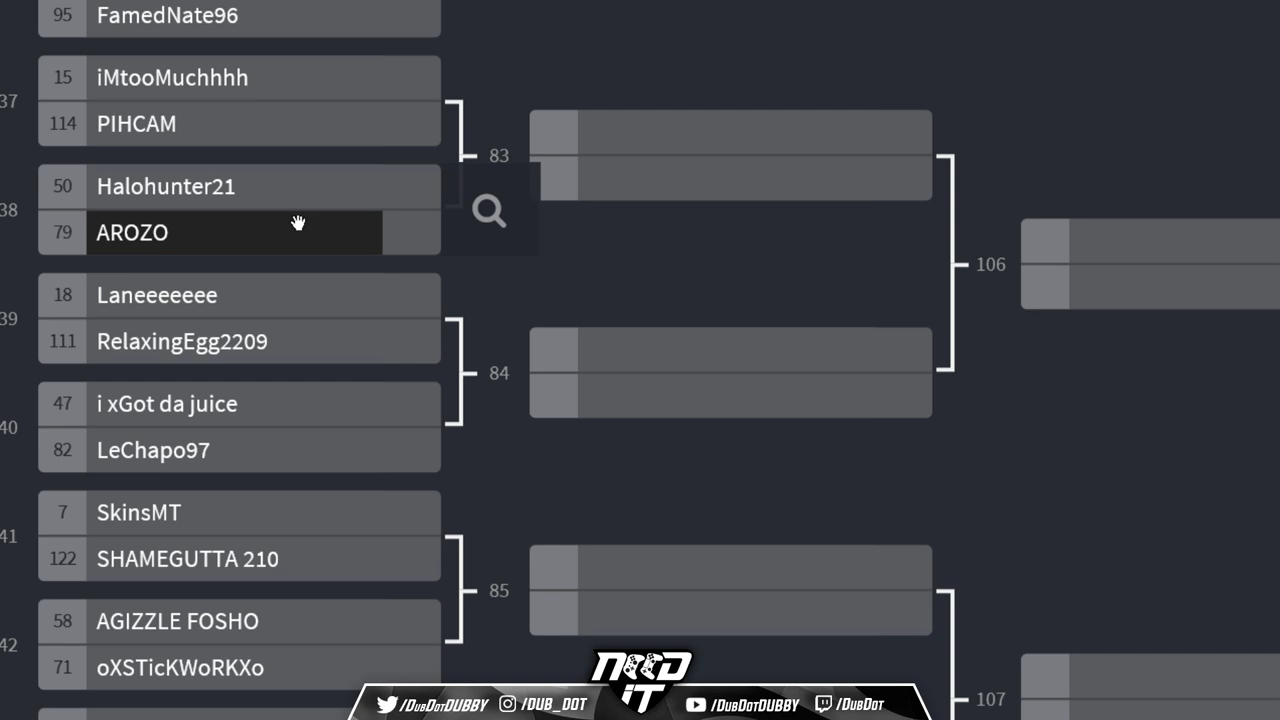 95 FamedNate96
15 iMtooMuchhhh
37
114 PIHCAM
83
50 Halohunter21
38
79 AROZO
106
18 Laneeeeeee
39
111 RelaxingEgg2209
84
47 i xGot da juice
40
82 LeChapo97
7 SkinsMT
41
122 SHAMEGUTTA 210
85
58 AGIZZLE FOSHO
42
71 oXSTicKWoRKXo
107
NEED
iT
/DubDotDUBBY /DUB_DOT /DubDotDUBBY /DubDot